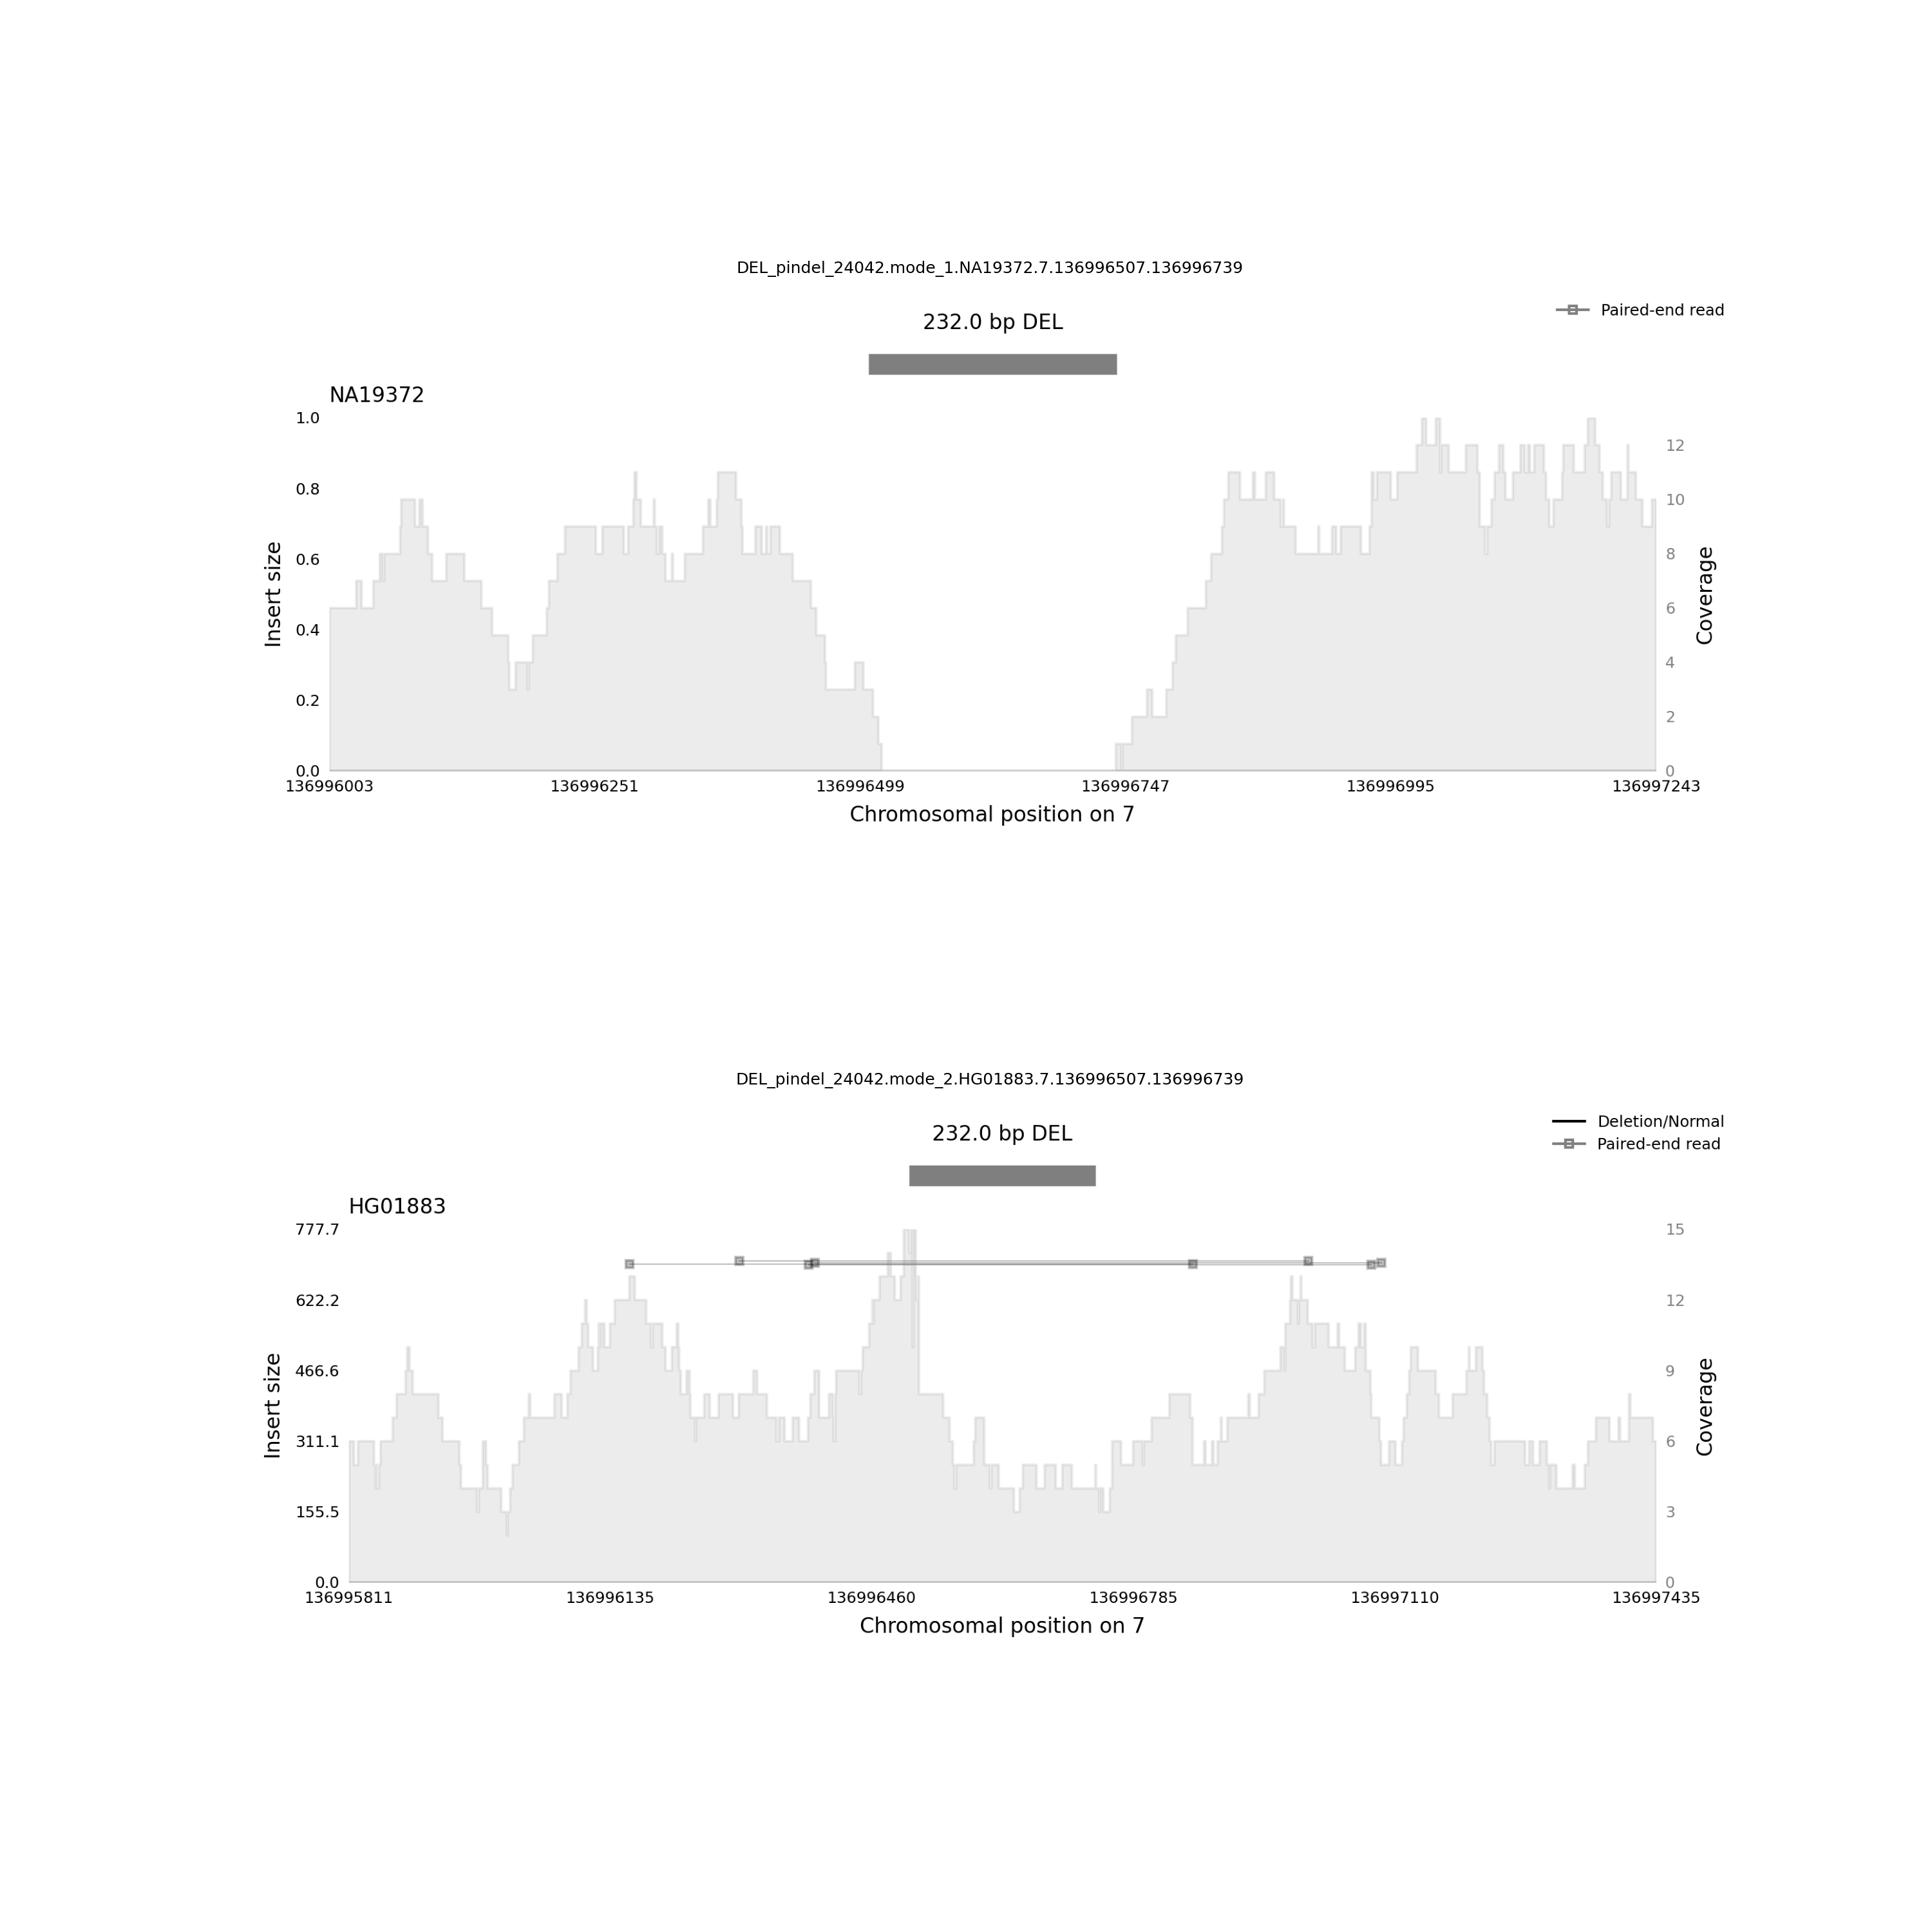 DEL_pindel_24042.mode_1.NA19372.7.136996507.136996739
Paired-end read
232.0 bp DEL
NA19372
1.0
0.8
0.6
0.4
0.2
0.0
Insert size
12
10
8
6
4
2
0
Coverage
136996003 136996251 136996499 136996747 136996995 136997243
Chromosomal position on 7
DEL_pindel_24042.mode_2.HG01883.7.136996507.136996739
Deletion/Normal
Paired-end read
232.0 bp DEL
HG01883
777.7
622.2
466.6
311.1
155.5
0.0
Insert size
15
12
9
6
3
0
Coverage
136995811 136996135 136996460 136996785 136997110 136997435
Chromosomal position on 7